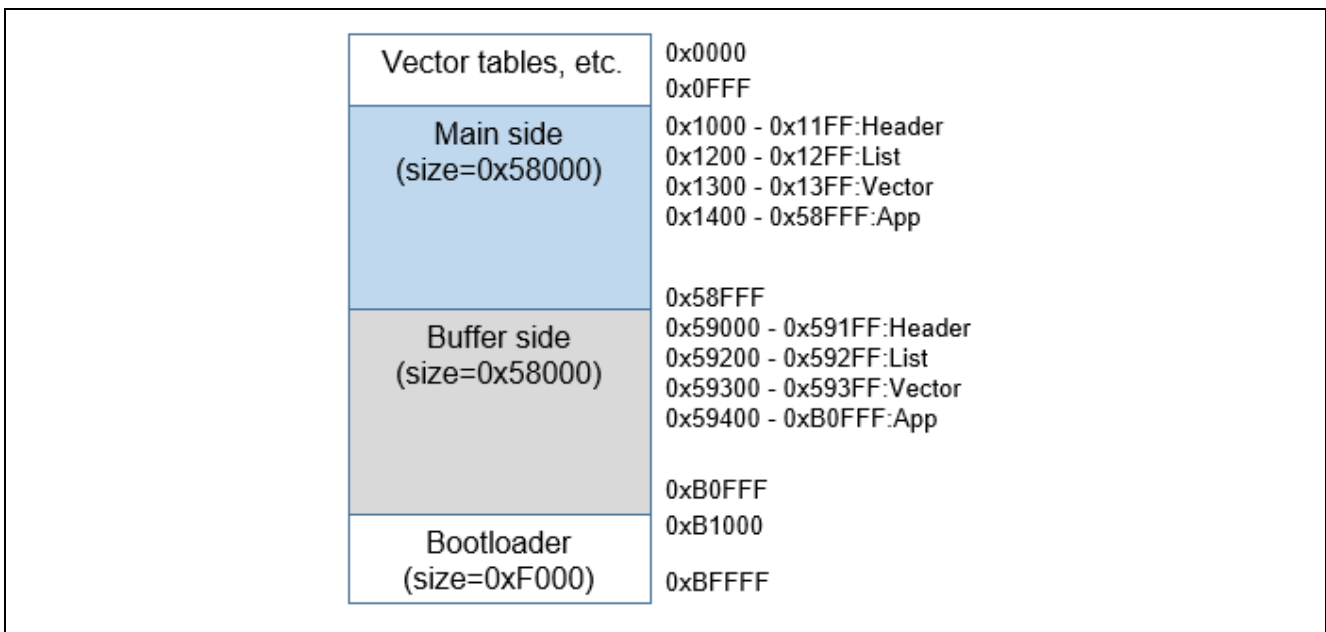 Vector tables, etc.
0x0000
0x0FFF
Main side
(size=0x58000)
0x1000 - 0x11FF:Header
0x1200 - 0x12FF:List
0x1300 - 0x13FF:Vector
0x1400 - 0x58FFF:App
0x58FFF
Buffer side
(size=0x58000)
0x59000 - 0x591FF:Header
0x59200 - 0x592FF:List
0x59300 - 0x593FF:Vector
0x59400 - 0xB0FFF:App
0xB0FFF
Bootloader
(size=0xF000)
0xB1000
0xBFFFF